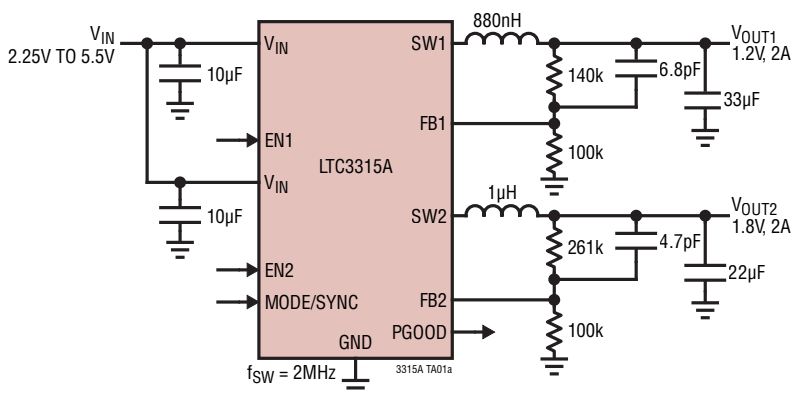 VIN
2.25V TO 5.5V
10µF
10µF
VIN
EN1
VIN
EN2
MODE/SYNC
GND
LTC3315A
SW1
FB1
SW2
FB2
PGOOD
fSW = 2MHz
3315A TA01a
880nH
140k
6.8pF
33µF
100k
VOUT1
1.2V, 2A
1µH
261k
4.7pF
22µF
100k
VOUT2
1.8V, 2A